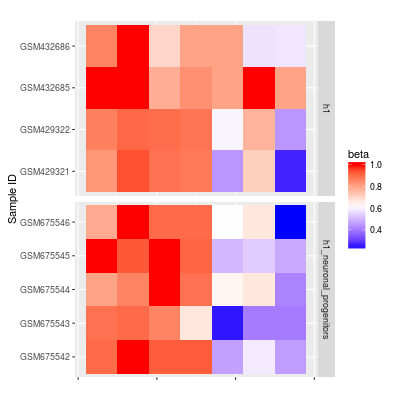 GSM432686
GSM432685
GSM429322
GSM429321
h1
GSM675546
GSM675545
GSM675544
GSM675543
GSM675542
h1_neuronal_progenitors
Sample ID
beta
1.0
0.8
0.6
0.4